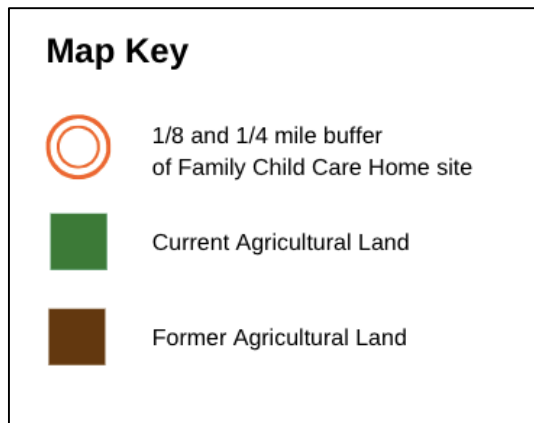 Map Key
1/8 and 1/4 mile buffer
of Family Child Care Home site
Current Agricultural Land
Former Agricultural Land